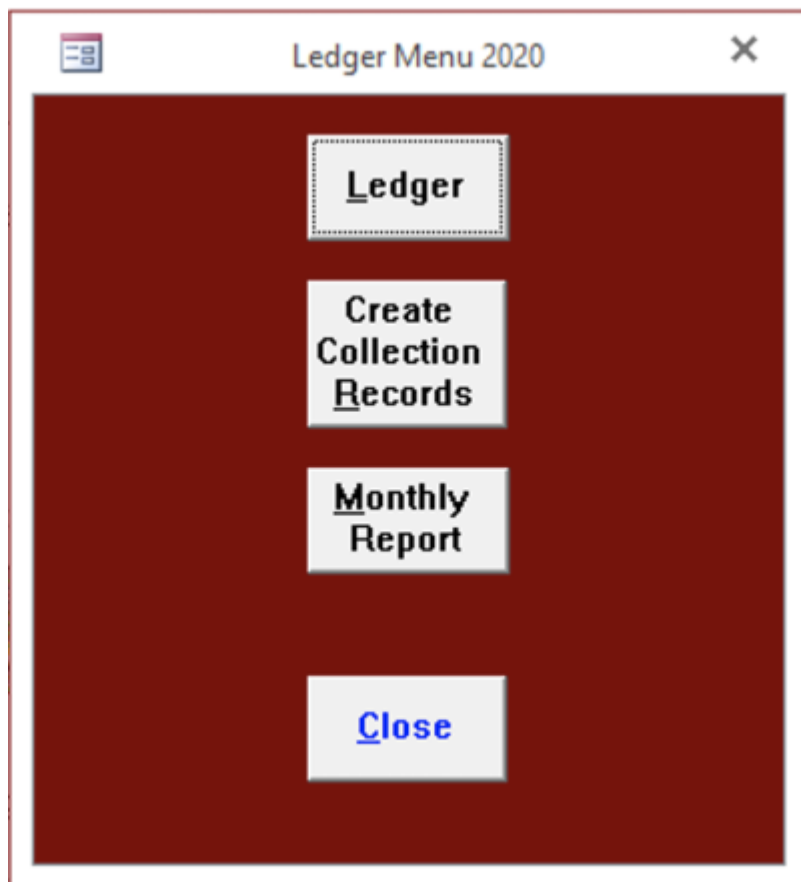 Ledger Menu 2020
Ledger
Create
Collection
Records
Monthly
Report
Close